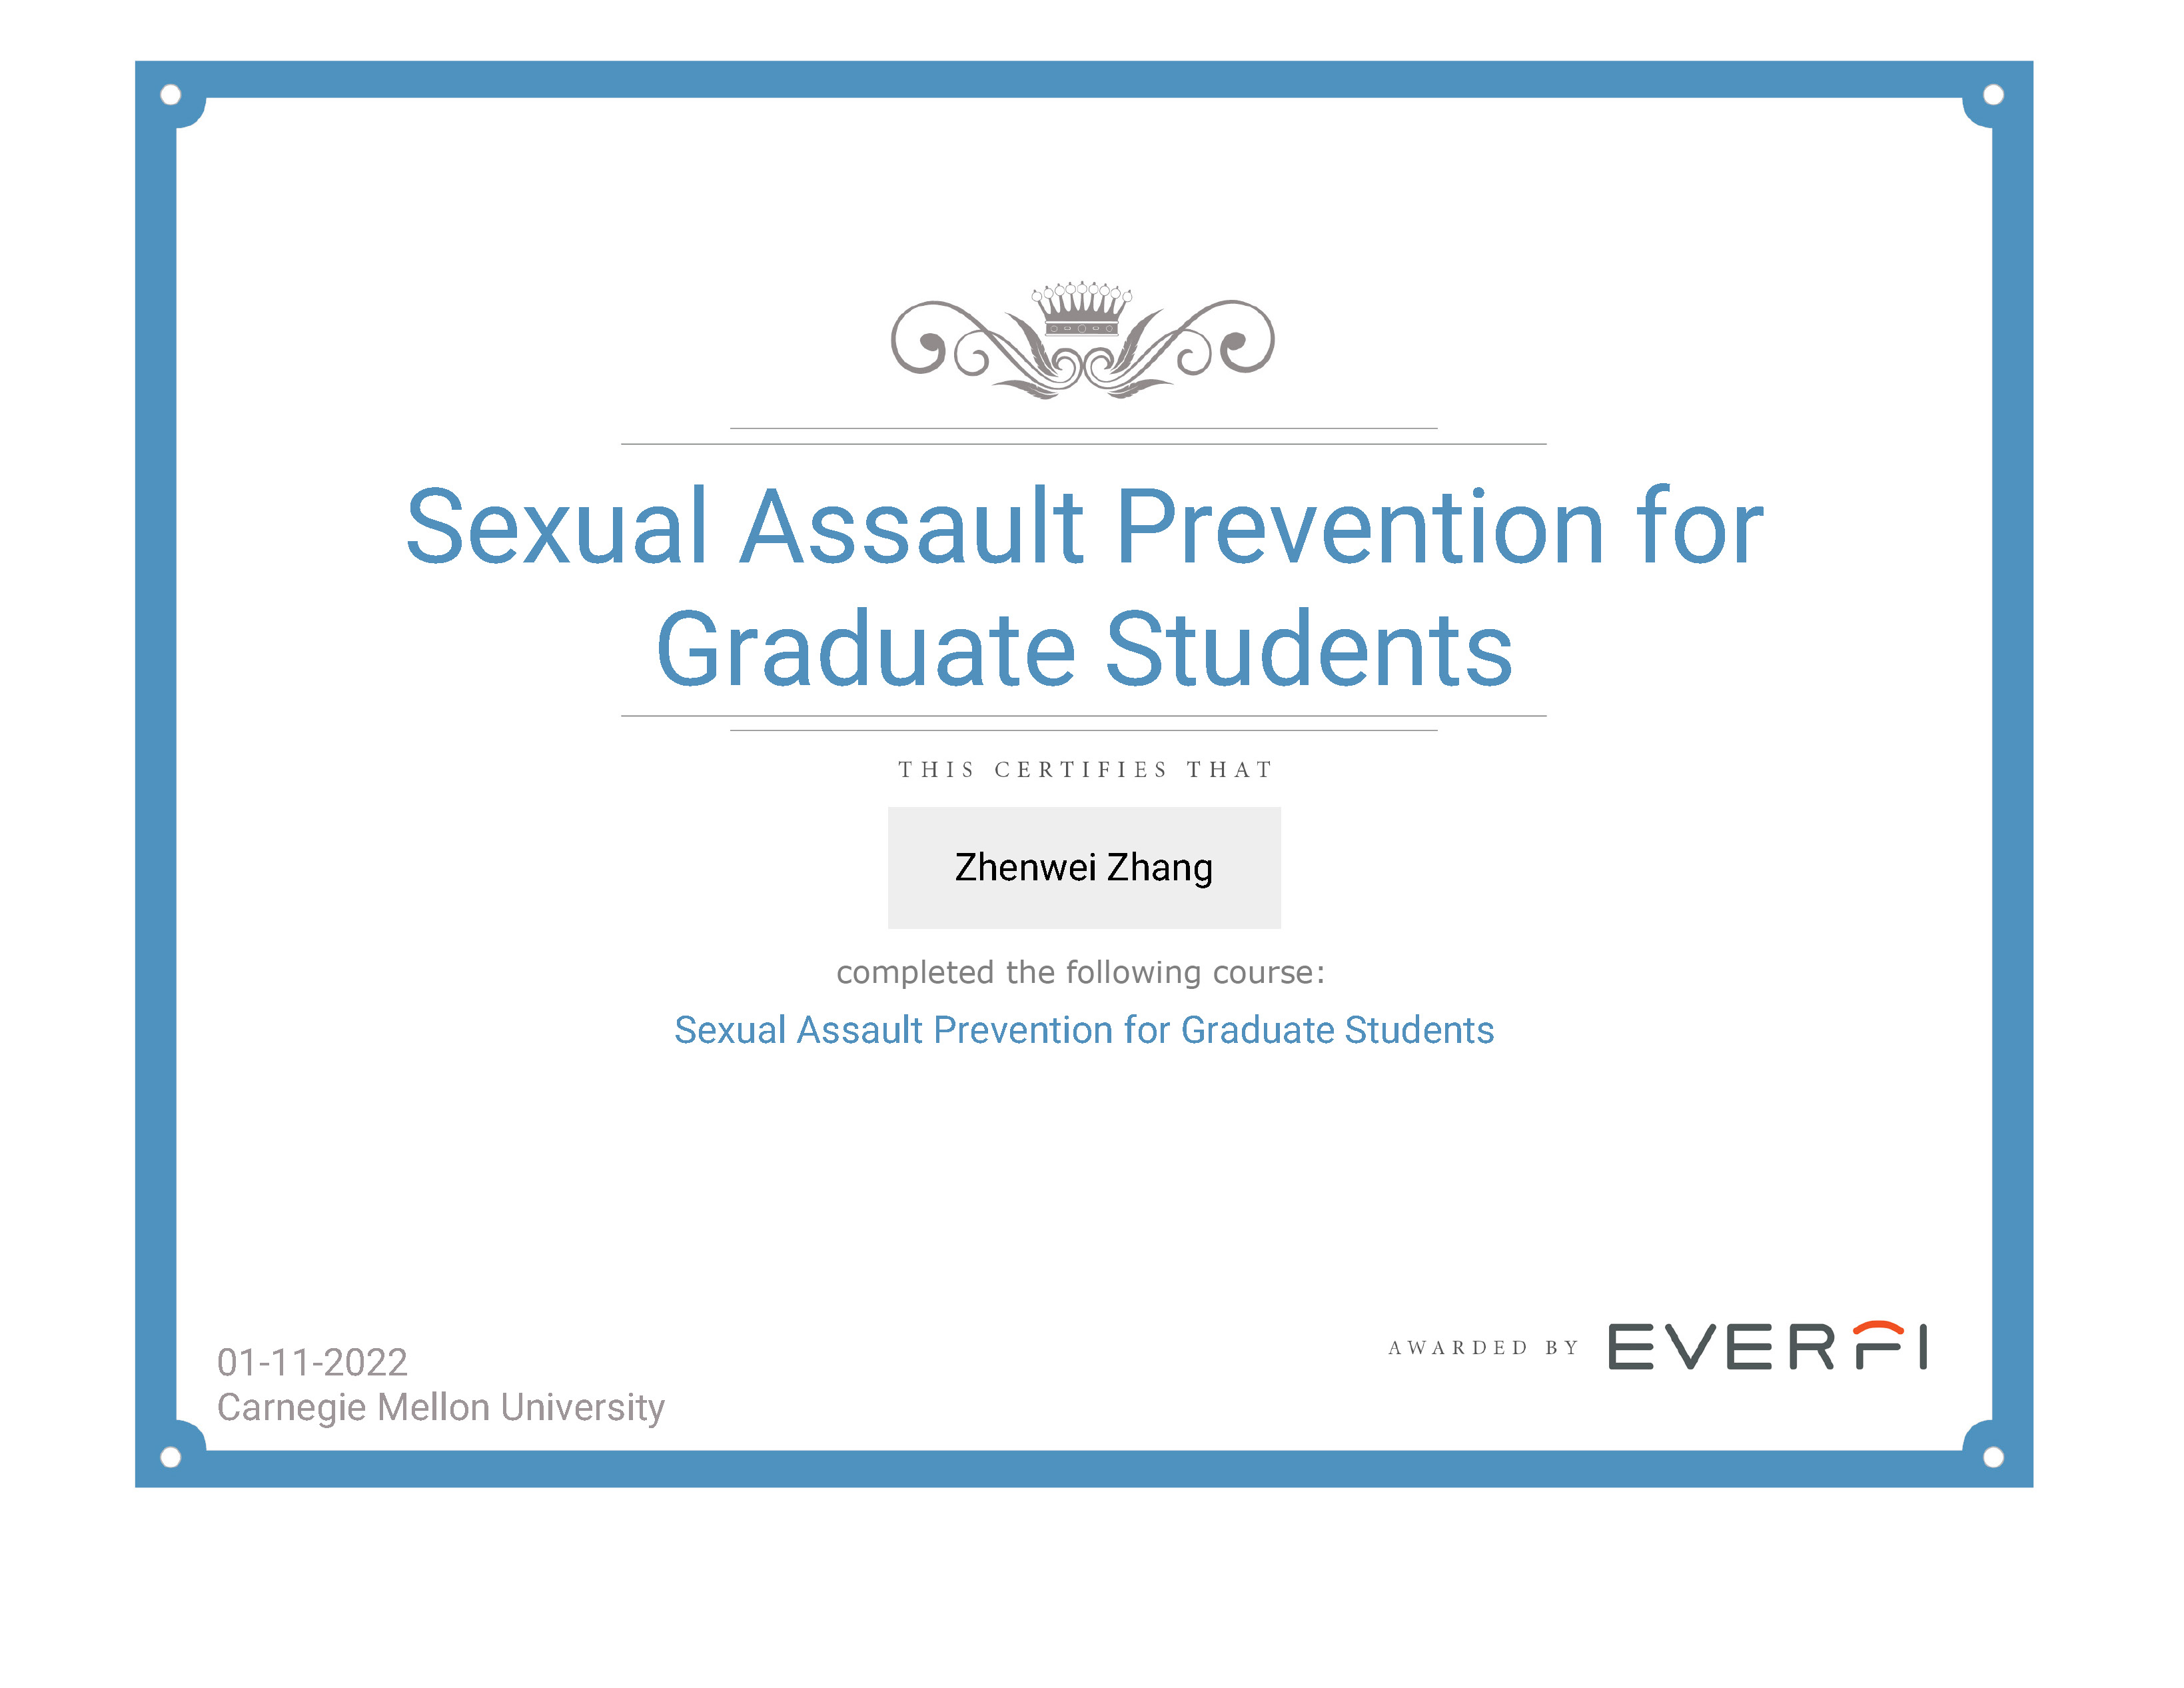 Sexual Assault Prevention for
Graduate Students
THIS CERTIFIES THAT
Zhenwei Zhang
completed the following course:
Sexual Assault Prevention for Graduate Students
01-11-2022
Carnegie Mellon University
AWARDED BY EVERFI